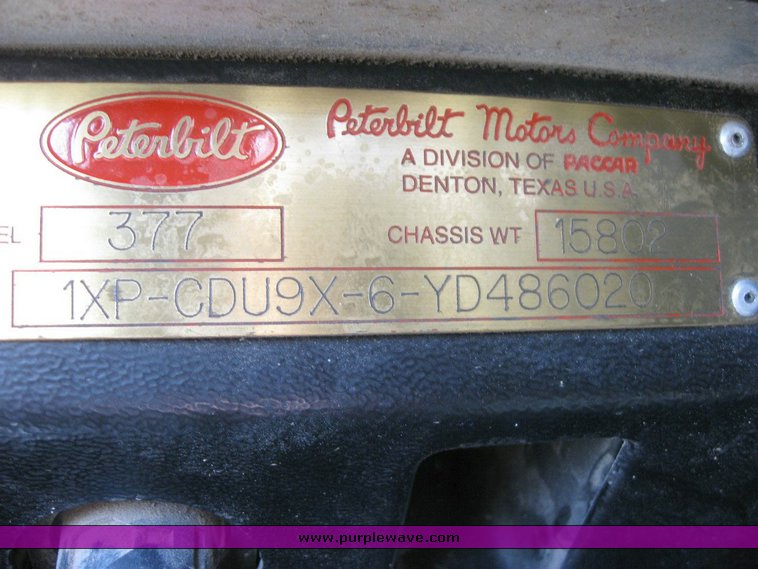 Peterbilt
Peterbilt Motors Company
A DIVISION OF PACCAR
DENTON, TEXAS U.S.A.
EL 377 CHASSIS WT 15802
1XP-CDU9X-6-YD486020
www.purplewave.com